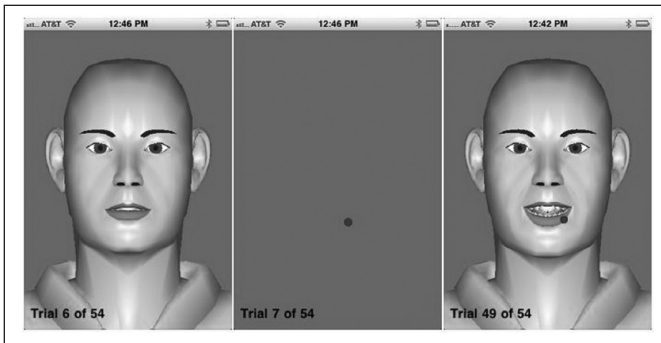 AT&T 12:46 PM
Trial 6 of 54
AT&T 12:46 PM
Trial 7 of 54
AT&T 12:42 PM
Trial 49 of 54